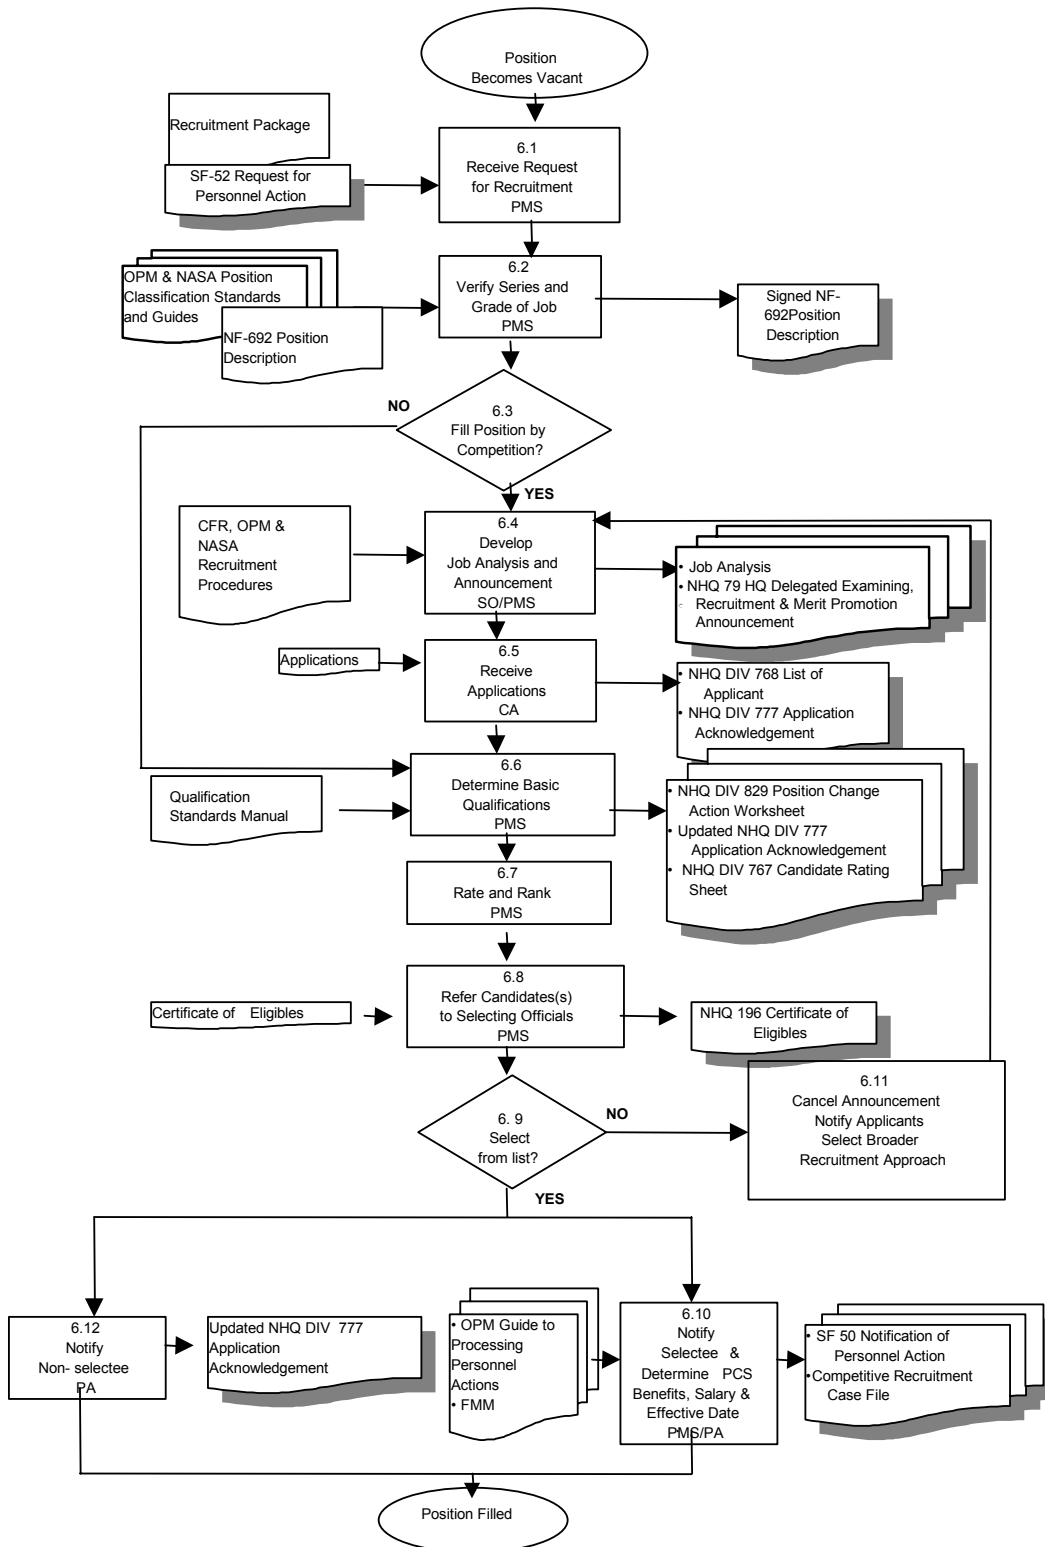 Position
Becomes Vacant
Recruitment Package
SF-52 Request for
Personnel Action
6.1
Receive Request
for Recruitment
PMS
OPM & NASA Position
Classification Standards
and Guides
NF-692 Position
Description
6.2
Verify Series and
Grade of Job
PMS
Signed NF-
692Position
Description
NO
6.3
Fill Position by
Competition?
YES
CFR, OPM &
NASA
Recruitment
Procedures
6.4
Develop
Job Analysis and
Announcement
SO/PMS
• Job Analysis
• NHQ 79 HQ Delegated Examining,
○ Recruitment & Merit Promotion
Announcement
Applications
6.5
Receive
Applications
CA
• NHQ DIV 768 List of
Applicant
• NHQ DIV 777 Application
Acknowledgement
Qualification
Standards Manual
6.6
Determine Basic
Qualifications
PMS
• NHQ DIV 829 Position Change
Action Worksheet
• Updated NHQ DIV 777
Application Acknowledgement
• NHQ DIV 767 Candidate Rating
Sheet
6.7
Rate and Rank
PMS
Certificate of Eligibles
6.8
Refer Candidates(s)
to Selecting Officials
PMS
NHQ 196 Certificate of
Eligibles
6. 9
Select
from list?
NO
6.11
Cancel Announcement
Notify Applicants
Select Broader
Recruitment Approach
YES
6.12
Notify
Non- selectee
PA
Updated NHQ DIV 777
Application
Acknowledgement
• OPM Guide to
Processing
Personnel
Actions
• FMM
6.10
Notify
Selectee &
Determine PCS
Benefits, Salary &
Effective Date
PMS/PA
• SF 50 Notification of
Personnel Action
•Competitive Recruitment
Case File
Position Filled